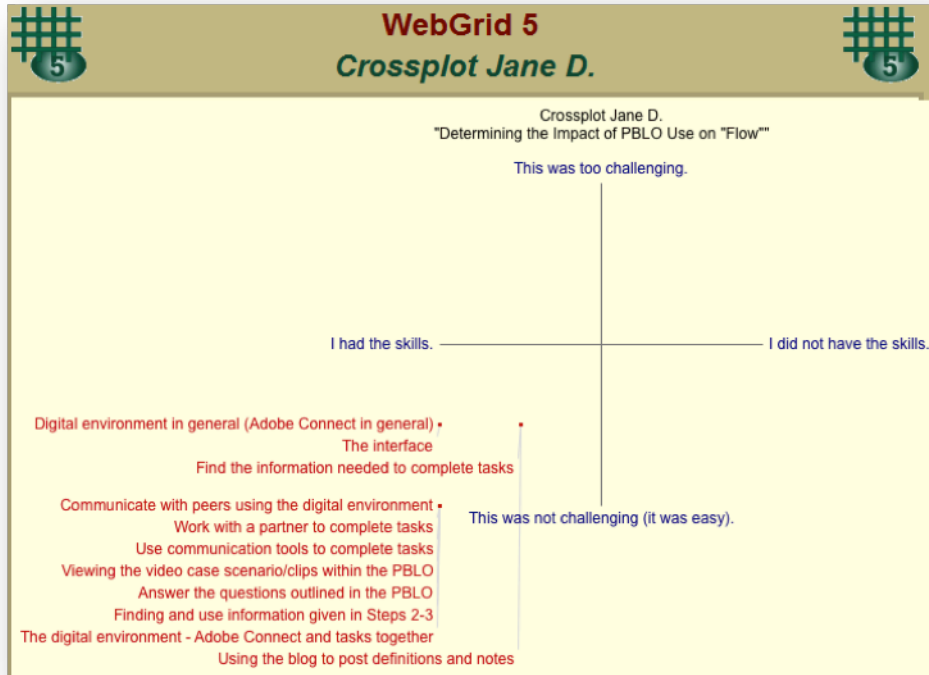 WebGrid 5
5
Crossplot Jane D.
5
Crossplot Jane D.
"Determining the Impact of PBLO Use on "Flow""
This was too challenging.
I had the skills.
I did not have the skills.
Digital environment in general (Adobe Connect in general)
The interface
Find the information needed to complete tasks
Communicate with peers using the digital environment
This was not challenging (it was easy).
Work with a partner to complete tasks
Use communication tools to complete tasks
Viewing the video case scenario/clips within the PBLO
Answer the questions outlined in the PBLO
Finding and use information given in Steps 2-3
The digital environment - Adobe Connect and tasks together
Using the blog to post definitions and notes